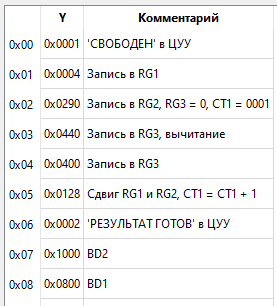 Y Комментарий
0x00 0x0001 'СВОБОДЕН' в ЦУУ
0x01 0x0004 Запись в RG1
0x02 0x0290 Запись в RG2, RG3 = 0, CT1 = 0001
0x03 0x0440 Запись в RG3, вычитание
0x04 0x0400 Запись в RG3
0x05 0x0128 Сдвиг RG1 и RG2, CT1 = CT1 + 1
0x06 0x0002 'РЕЗУЛЬТАТ ГОТОВ' в ЦУУ
0x07 0x1000 BD2
0x08 0x0800 BD1